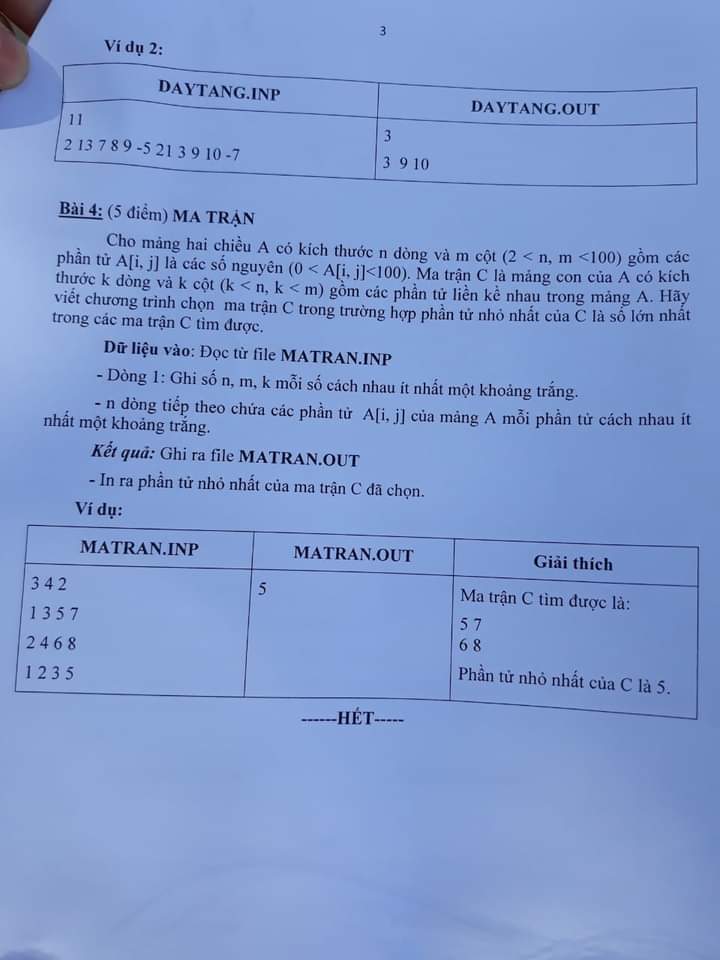 3
Ví dụ 2:
DAYTANG.INP
DAYTANG.OUT
11
2 13 7 8 9 -5 21 3 9 10 -7
3
3 9 10
Bài 4: (5 điểm) MA TRẬN
Cho mảng hai chiều A có kích thước n dòng và m cột (2 < n, m <100) gồm các
phần tử A[i, j] là các số nguyên (0 < A[i, j]<100). Ma trận C là mảng con của A có kích
thước k dòng và k cột (k < n, k < m) gồm các phần tử liền kề nhau trong mảng A. Hãy
viết chương trình chọn ma trận C trong trường hợp phần tử nhỏ nhất của C là số lớn nhất
trong các ma trận C tìm được.
Dữ liệu vào: Đọc từ file MATRAN.INP
- Dòng 1: Ghi số n, m, k mỗi số cách nhau ít nhất một khoảng trắng.
- n dòng tiếp theo chứa các phần tử A[i, j] của mảng A mỗi phần tử cách nhau ít
nhất một khoảng trắng.
Kết quả: Ghi ra file MATRAN.OUT
- In ra phần tử nhỏ nhất của ma trận C đã chọn.
Ví dụ:
MATRAN.INP
MATRAN.OUT
Giải thích
3 4 2
1 3 5 7
2 4 6 8
1 2 3 5
5
Ma trận C tìm được là:
5 7
6 8
Phần tử nhỏ nhất của C là 5.
------HẾT-----